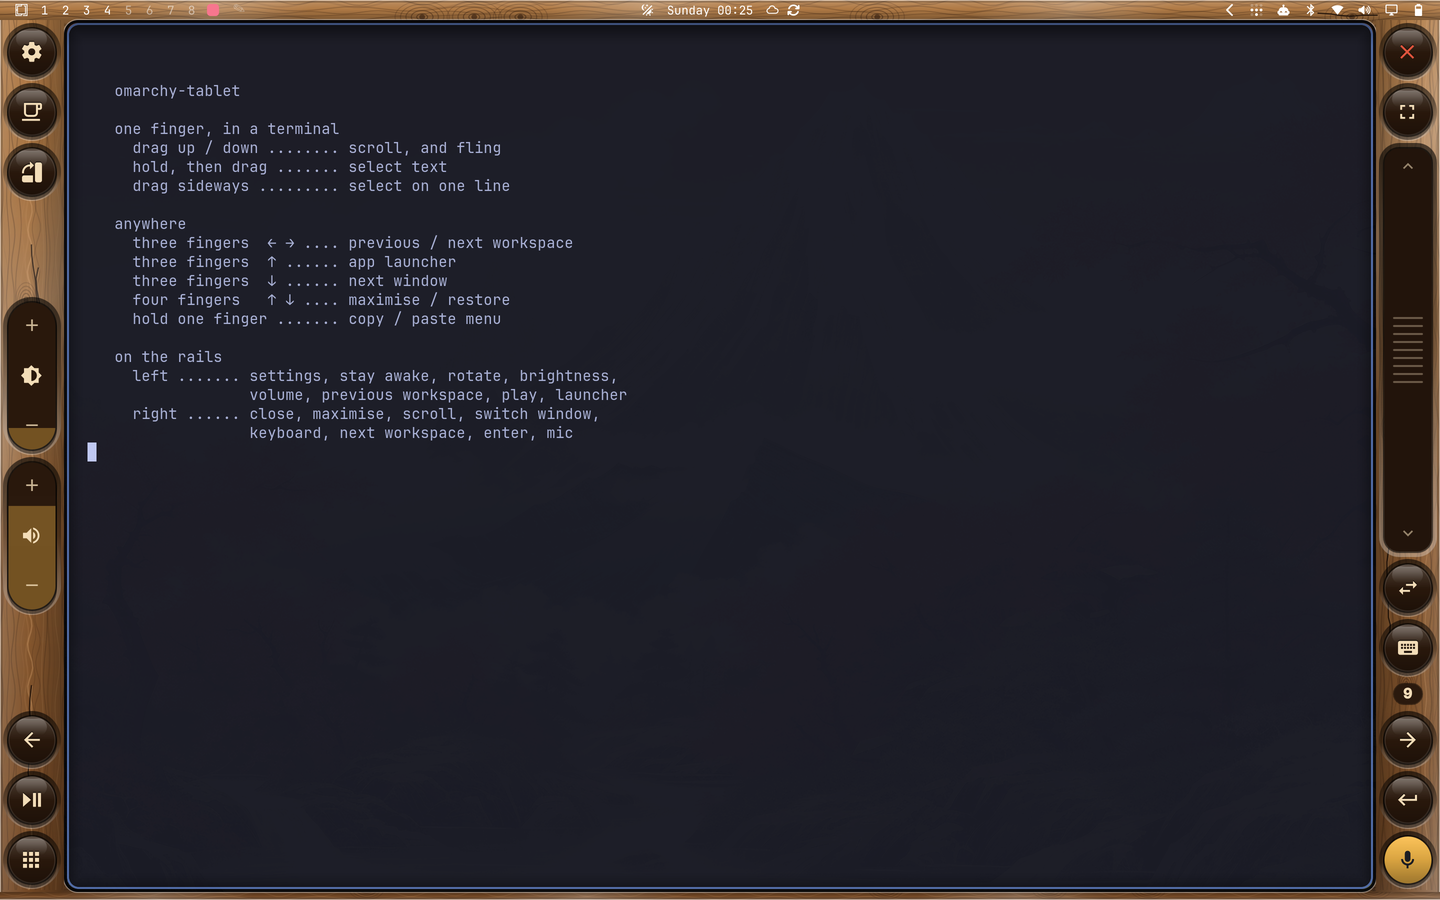 1 2 3 4 5 6 7 8
Sunday 00:25
omarchy-tablet
one finger, in a terminal
drag up / down ........ scroll, and fling
hold, then drag ....... select text
drag sideways ......... select on one line
anywhere
three fingers ← → .... previous / next workspace
three fingers ↑ ...... app launcher
three fingers ↓ ...... next window
four fingers ↑ ↓ .... maximise / restore
hold one finger ....... copy / paste menu
on the rails
left ....... settings, stay awake, rotate, brightness,
volume, previous workspace, play, launcher
right ...... close, maximise, scroll, switch window,
keyboard, next workspace, enter, mic
9